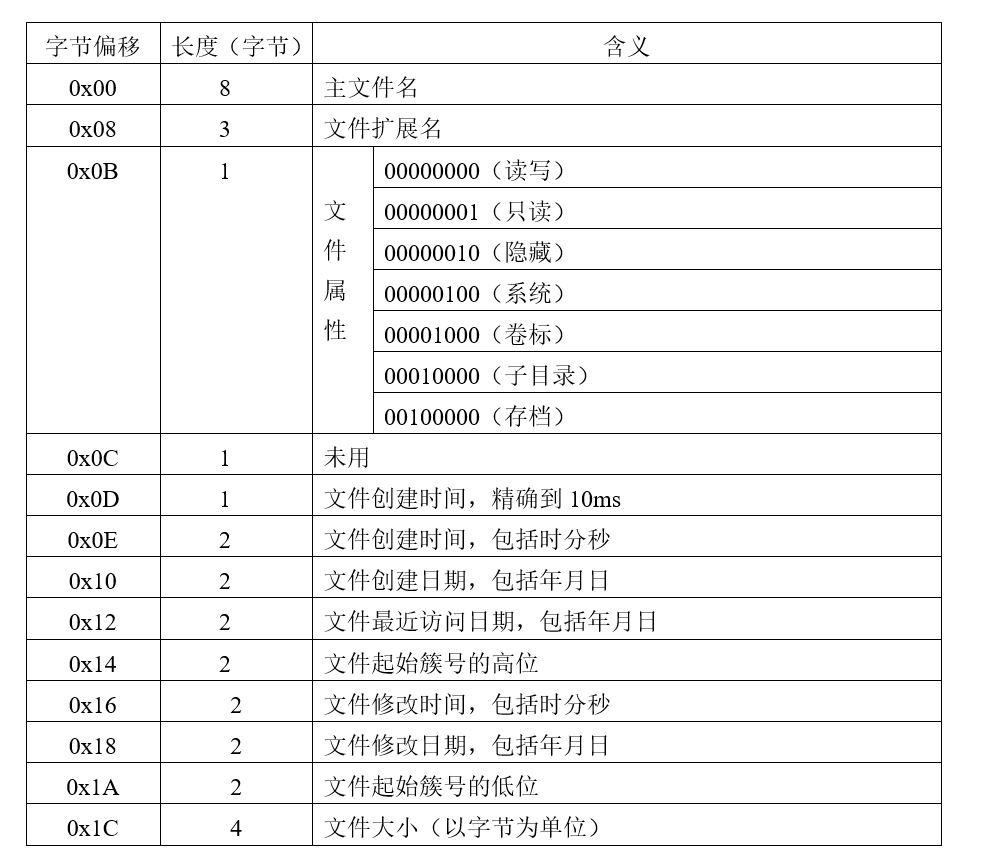 字节偏移 长度（字节） 含义
0x00 8 主文件名
0x08 3 文件扩展名
0x0B 1 文件属性 00000000（读写）
00000001（只读）
00000010（隐藏）
00000100（系统）
00001000（卷标）
00010000（子目录）
00100000（存档）
0x0C 1 未用
0x0D 1 文件创建时间，精确到 10ms
0x0E 2 文件创建时间，包括时分秒
0x10 2 文件创建日期，包括年月日
0x12 2 文件最近访问日期，包括年月日
0x14 2 文件起始簇号的高位
0x16 2 文件修改时间，包括时分秒
0x18 2 文件修改日期，包括年月日
0x1A 2 文件起始簇号的低位
0x1C 4 文件大小（以字节为单位）